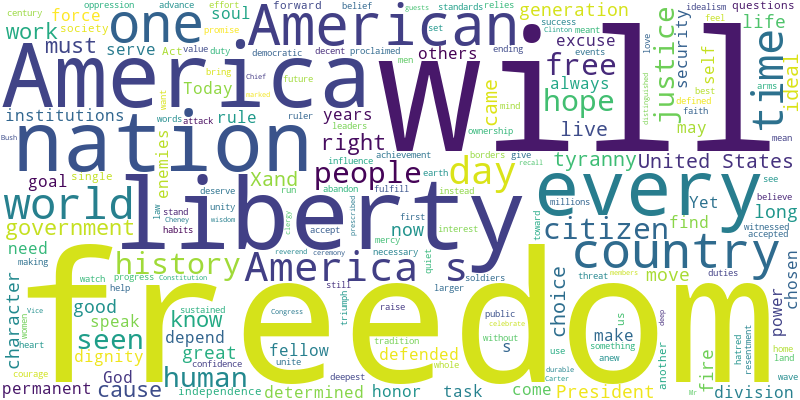 century oppression advance effort belief relies guests standards idealism feel questions
force soul forward generation success Clinton meant love
one American life
work society Act value duty democratic decent proclaimed set ending others excuse events
must serve promise men came free justice security self ideal
America Will time
Today bring Chief future always hope mind best arms
want marked defined faith distinguished
institutions words attack rule ruler years leaders ownership live may
Bush nation right influence achievement borders give mean
enemies people day recall tyranny United States
goal single Xand abandon fulfill earth instead millions see
world liberty every Yet long
deserve run law unity wisdom stand Cheney habits clergy prescribed accept first now mercy interest toward citizen find believe witnessed accepted chosen
government history reverend ceremony necessary quiet country
need making America s soldiers threat move duties
character watch progress Constitution help still larger triumph choice members power
freedom
good Vice women sustained Congress raise public celebrate us deep
seen speak know tradition without make something hatred resentment home land
heart dignity great depend fellow defended s use anew another fire wave
courage God confidence unite deepest whole durable Carter Mr
permanent cause human independence determined honor task come President division